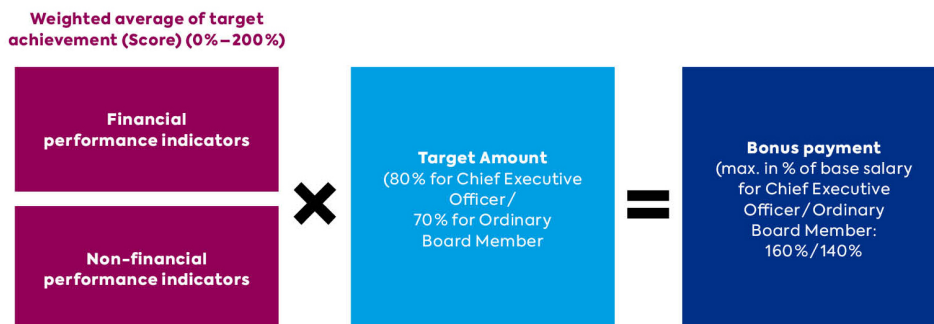 Weighted average of target
achievement (Score) (0%–200%)
Financial
performance indicators
Non-financial
performance indicators
Target Amount
(80% for Chief Executive
Officer/
70% for Ordinary
Board Member
Bonus payment
(max. in % of base salary
for Chief Executive
Officer/Ordinary
Board Member:
160%/140%